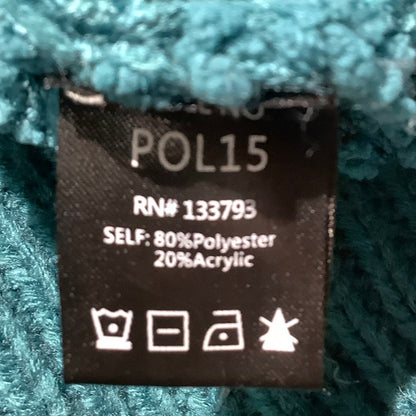 POL15
RN# 133793
SELF: 80%Polyester
20%Acrylic